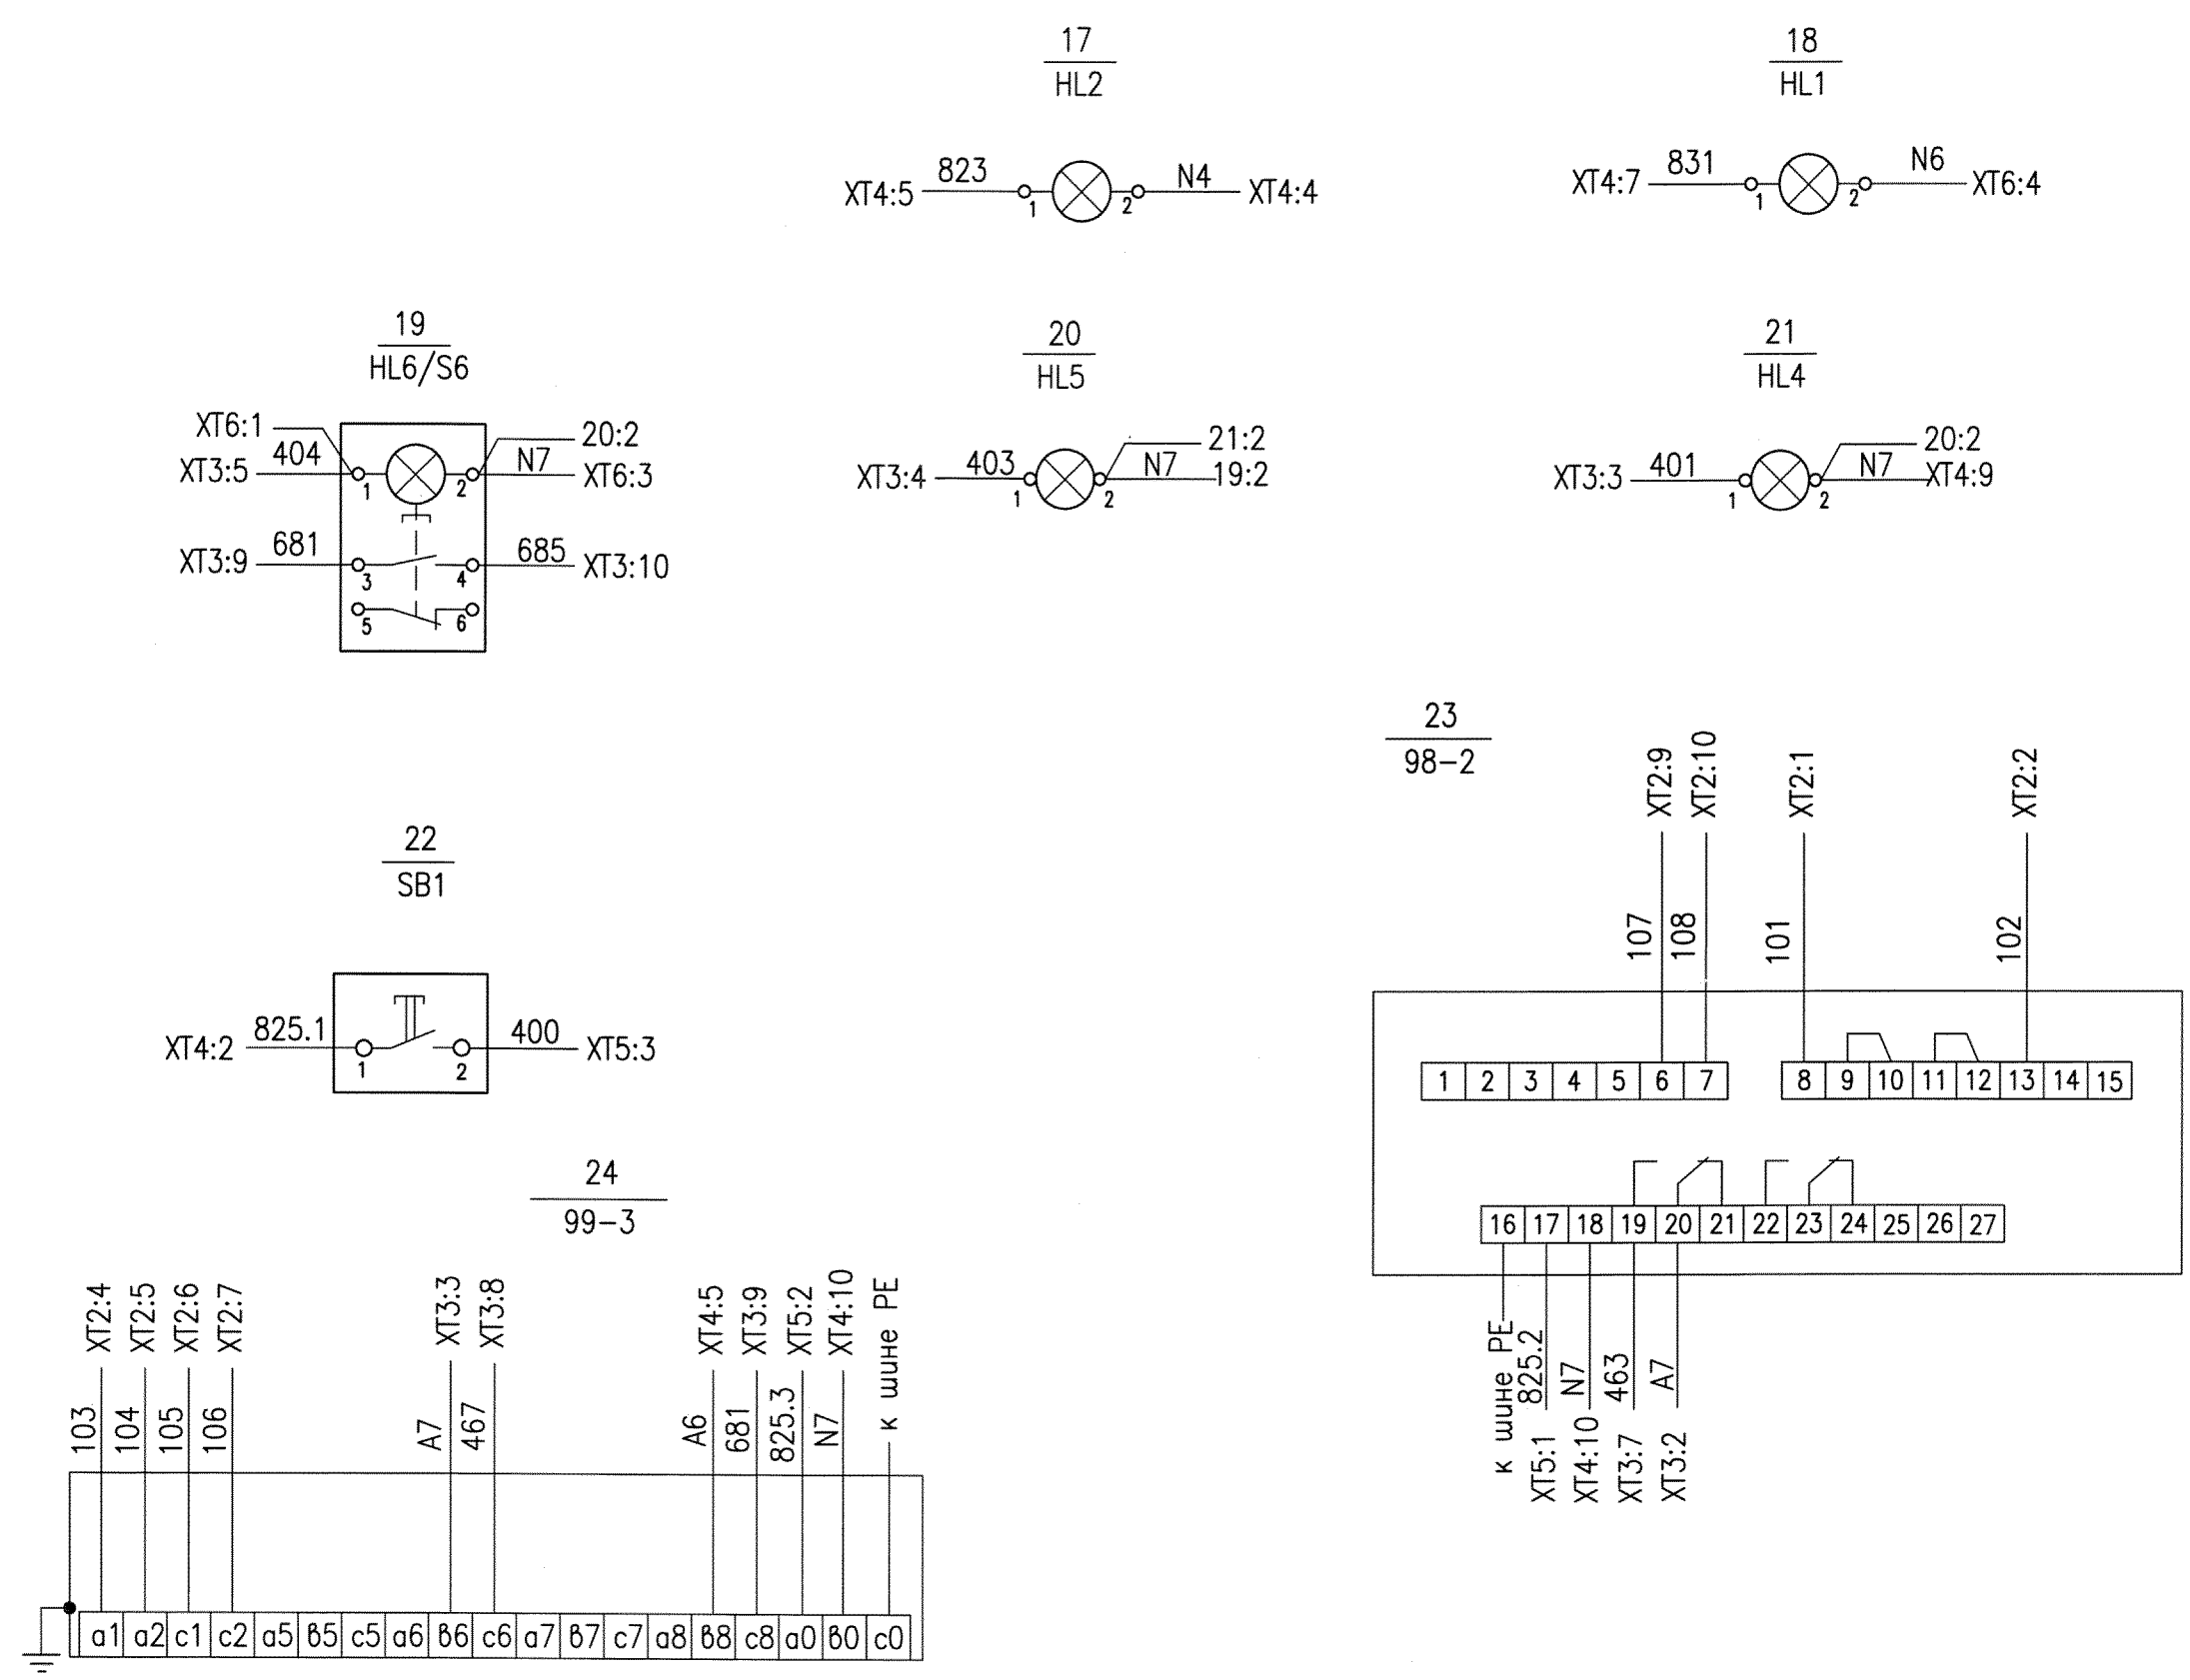 17
HL2
XT4:5 823 1 2 N4 XT4:4
18
HL1
XT4:7 831 1 2 N6 XT6:4
19
HL6/S6
XT6:1 20:2
XT3:5 404 1 2 N7 XT6:3
XT3:9 681 3 4 685 XT3:10
5 6
20
HL5
21:2
XT3:4 403 1 2 N7 19:2
21
HL4
20:2
XT3:3 401 1 2 N7 XT4:9
22
SB1
XT4:2 825.1 1 2 400 XT5:3
23
98-2
XT2:9 XT2:10 XT2:1 XT2:2
107 108 101 102
1 2 3 4 5 6 7 8 9 10 11 12 13 14 15
16 17 18 19 20 21 22 23 24 25 26 27
к шине PE 825.2 N7 463 A7
XT5:1 XT4:10 XT3:7 XT3:2
24
99-3
XT2:4 XT2:5 XT2:6 XT2:7 XT3:3 XT3:8 XT4:5 XT3:9 XT5:2 XT4:10 к шине PE
103 104 105 106 A7 467 A6 681 825.3 N7
a1 a2 c1 c2 a5 в5 c5 a6 в6 c6 a7 в7 c7 a8 в8 c8 a0 в0 c0